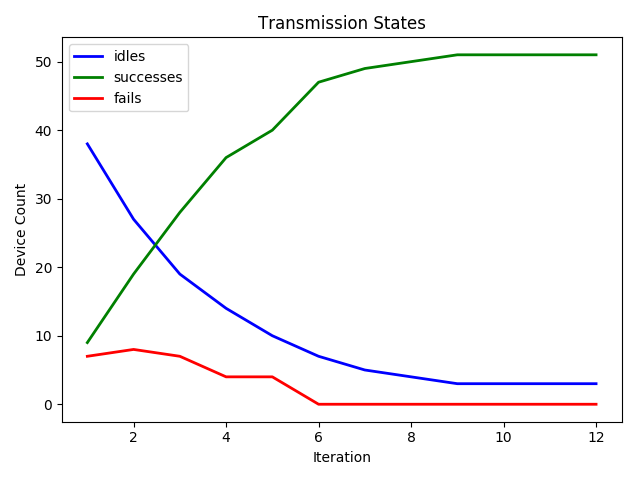 Transmission States
idles
successes
fails
Device Count
50
40
30
20
10
0
2 4 6 8 10 12
Iteration